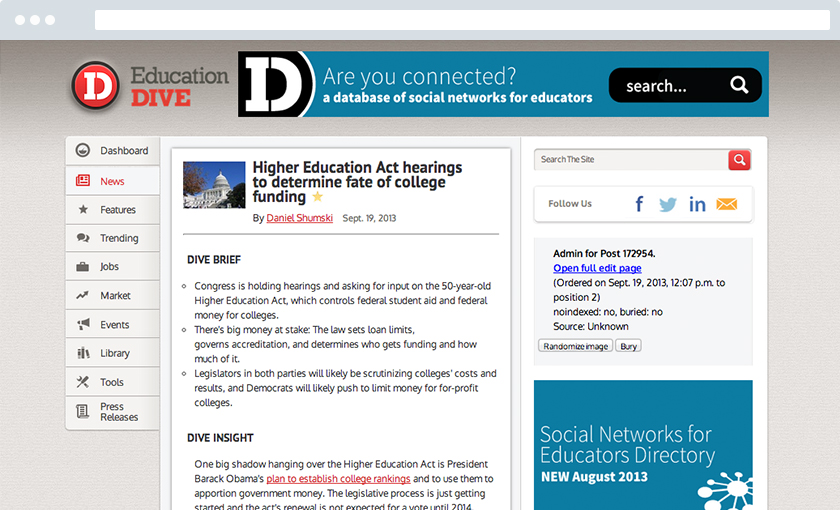 Education
DIVE
D
Are you connected?
a database of social networks for educators
search...
Dashboard
News
Features
Trending
Jobs
Market
Events
Library
Tools
Press
Releases
Higher Education Act hearings
to determine fate of college
funding
By Daniel Shumski Sept. 19, 2013
DIVE BRIEF
Congress is holding hearings and asking for input on the 50-year-old
Higher Education Act, which controls federal student aid and federal
money for colleges.
There's big money at stake: The law sets loan limits,
governs accreditation, and determines who gets funding and how
much of it.
Legislators in both parties will likely be scrutinizing colleges' costs and
results, and Democrats will likely push to limit money for for-profit
colleges.
DIVE INSIGHT
One big shadow hanging over the Higher Education Act is President
Barack Obama's plan to establish college rankings and to use them to
apportion government money. The legislative process is just getting
started and the act's renewal is not expected for a vote until 2014.
Search The Site
Follow Us
f
in
Admin for Post 172954.
Open full edit page
(Ordered on Sept. 19, 2013, 12:07 p.m. to
position 2)
noindexed: no, buried: no
Source: Unknown
Randomize image Bury
Social Networks for
Educators Directory
NEW August 2013